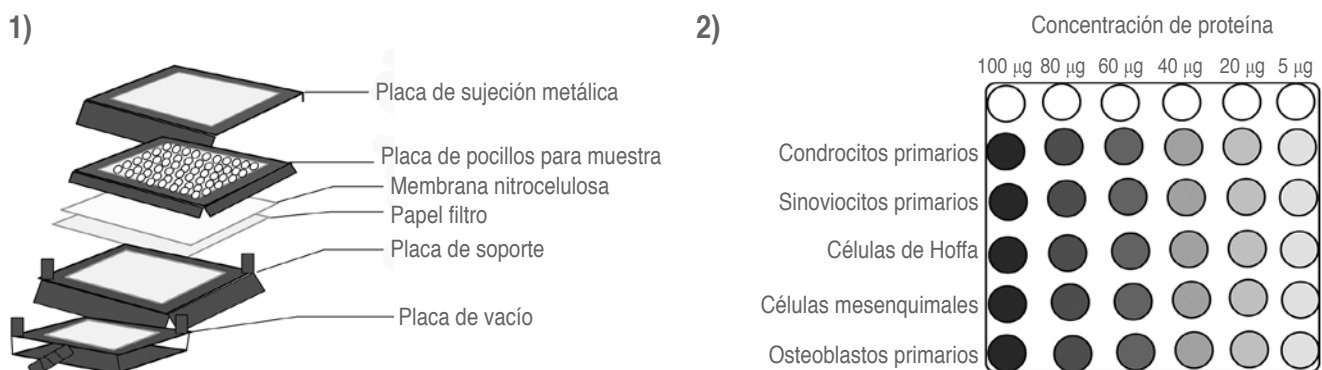 1)
Placa de sujeción metálica
Placa de pocillos para muestra
Membrana nitrocelulosa
Papel filtro
Placa de soporte
Placa de vacío
2)
Concentración de proteína
100 µg 80 µg 60 µg 40 µg 20 µg 5 µg
Condrocitos primarios
Sinoviocitos primarios
Células de Hoffa
Células mesenquimales
Osteoblastos primarios